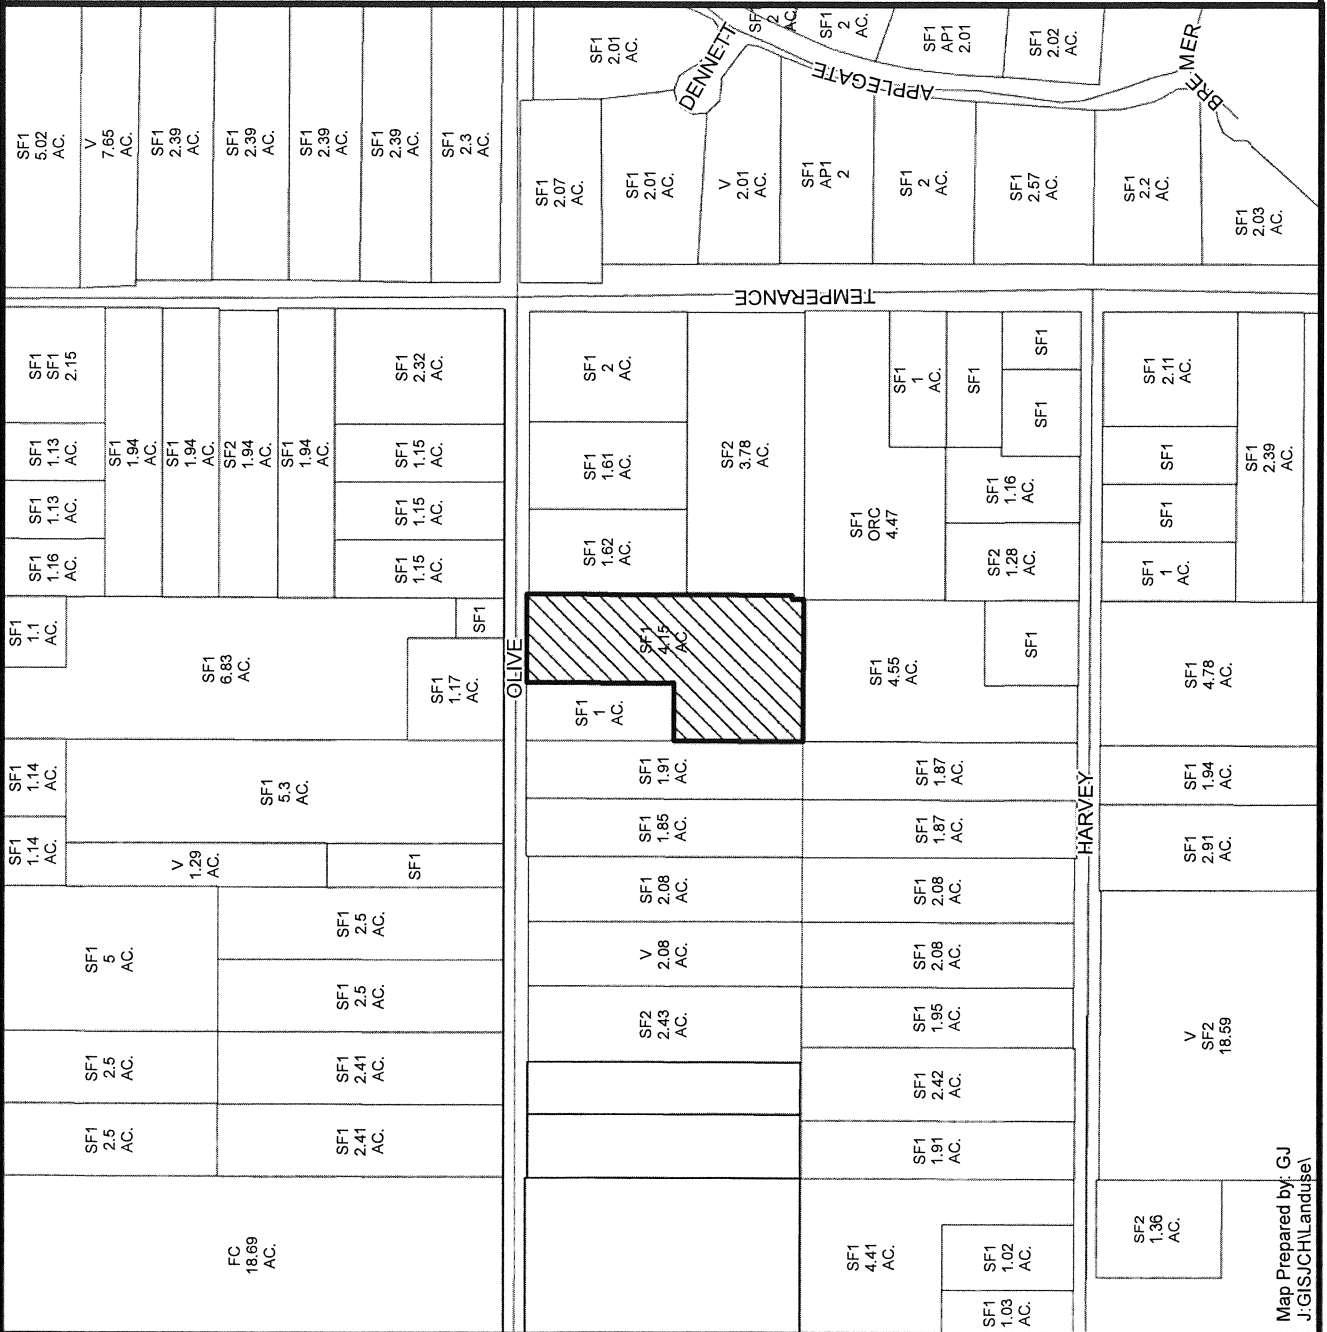 SF1
5.02
AC.
V
7.65
AC.
SF1
2.39
AC.
SF1
2.39
AC.
SF1
2.39
AC.
SF1
2.39
AC.
SF1
2.3
AC.
SF1
2.01
AC.
SF
2
AC.
SF1
2
AC.
SF1
AP1
2.01
SF1
2.02
AC.
DENNETT
APPLEGATE
BRE MER
SF1
2.07
AC.
SF1
2.01
AC.
V
2.01
AC.
SF1
AP1
2
SF1
2
AC.
SF1
2.57
AC.
SF1
2.2
AC.
SF1
2.03
AC.
TEMPERANCE
SF1
SF1
2.15
SF1
1.13
AC.
SF1
1.13
AC.
SF1
1.16
AC.
SF1
1.94
AC.
SF1
1.94
AC.
SF2
1.94
AC.
SF1
1.94
AC.
SF1
2.32
AC.
SF1
1.15
AC.
SF1
1.15
AC.
SF1
1.15
AC.
SF1
2
AC.
SF1
1.61
AC.
SF1
1.62
AC.
SF2
3.78
AC.
SF1
ORC
4.47
SF1
1
AC.
SF1
SF1
SF1
SF1
1.16
AC.
SF2
1.28
AC.
SF1
2.11
AC.
SF1
SF1
SF1
1
AC.
SF1
2.39
AC.
SF1
1.1
AC.
SF1
6.83
AC.
SF1
SF1
1.17
AC.
OLIVE
SF1
4.15
AC.
SF1
1
AC.
SF1
4.55
AC.
SF1
SF1
4.78
AC.
SF1
1.14
AC.
SF1
1.14
AC.
SF1
5.3
AC.
V
1.29
AC.
SF1
SF1
1.91
AC.
SF1
1.85
AC.
SF1
2.08
AC.
V
2.08
AC.
SF2
2.43
AC.
SF1
1.87
AC.
SF1
1.87
AC.
SF1
2.08
AC.
SF1
2.08
AC.
SF1
1.95
AC.
SF1
2.42
AC.
SF1
1.91
AC.
HARVEY
SF1
1.94
AC.
SF1
2.91
AC.
V
SF2
18.59
SF1
5
AC.
SF1
2.5
AC.
SF1
2.5
AC.
SF1
2.5
AC.
SF1
2.41
AC.
SF1
2.5
AC.
SF1
2.41
AC.
FC
18.69
AC.
SF1
4.41
AC.
SF1
1.02
AC.
SF1
1.03
AC.
SF2
1.36
AC.
Map Prepared by: GJ
J:GISJCH\Landuse\